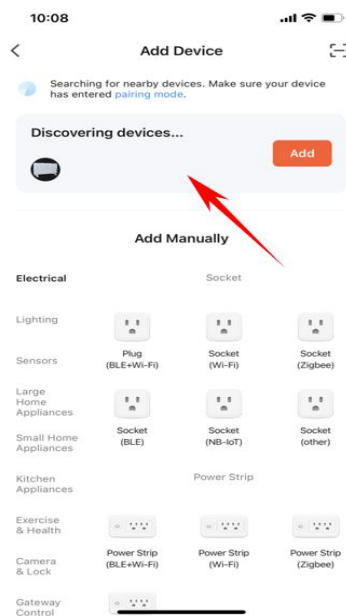 10:08
Add Device
Searching for nearby devices. Make sure your device
has entered pairing mode.
Discovering devices...
Add
Add Manually
Electrical
Socket
Lighting
Plug
(BLE+Wi-Fi)
Socket
(Wi-Fi)
Socket
(Zigbee)
Sensors
Large
Home
Appliances
Socket
(BLE)
Socket
(NB-IoT)
Socket
(other)
Small Home
Appliances
Kitchen
Appliances
Power Strip
Exercise
& Health
Power Strip
(BLE+Wi-Fi)
Power Strip
(Wi-Fi)
Power Strip
(Zigbee)
Camera
& Lock
Gateway
Control